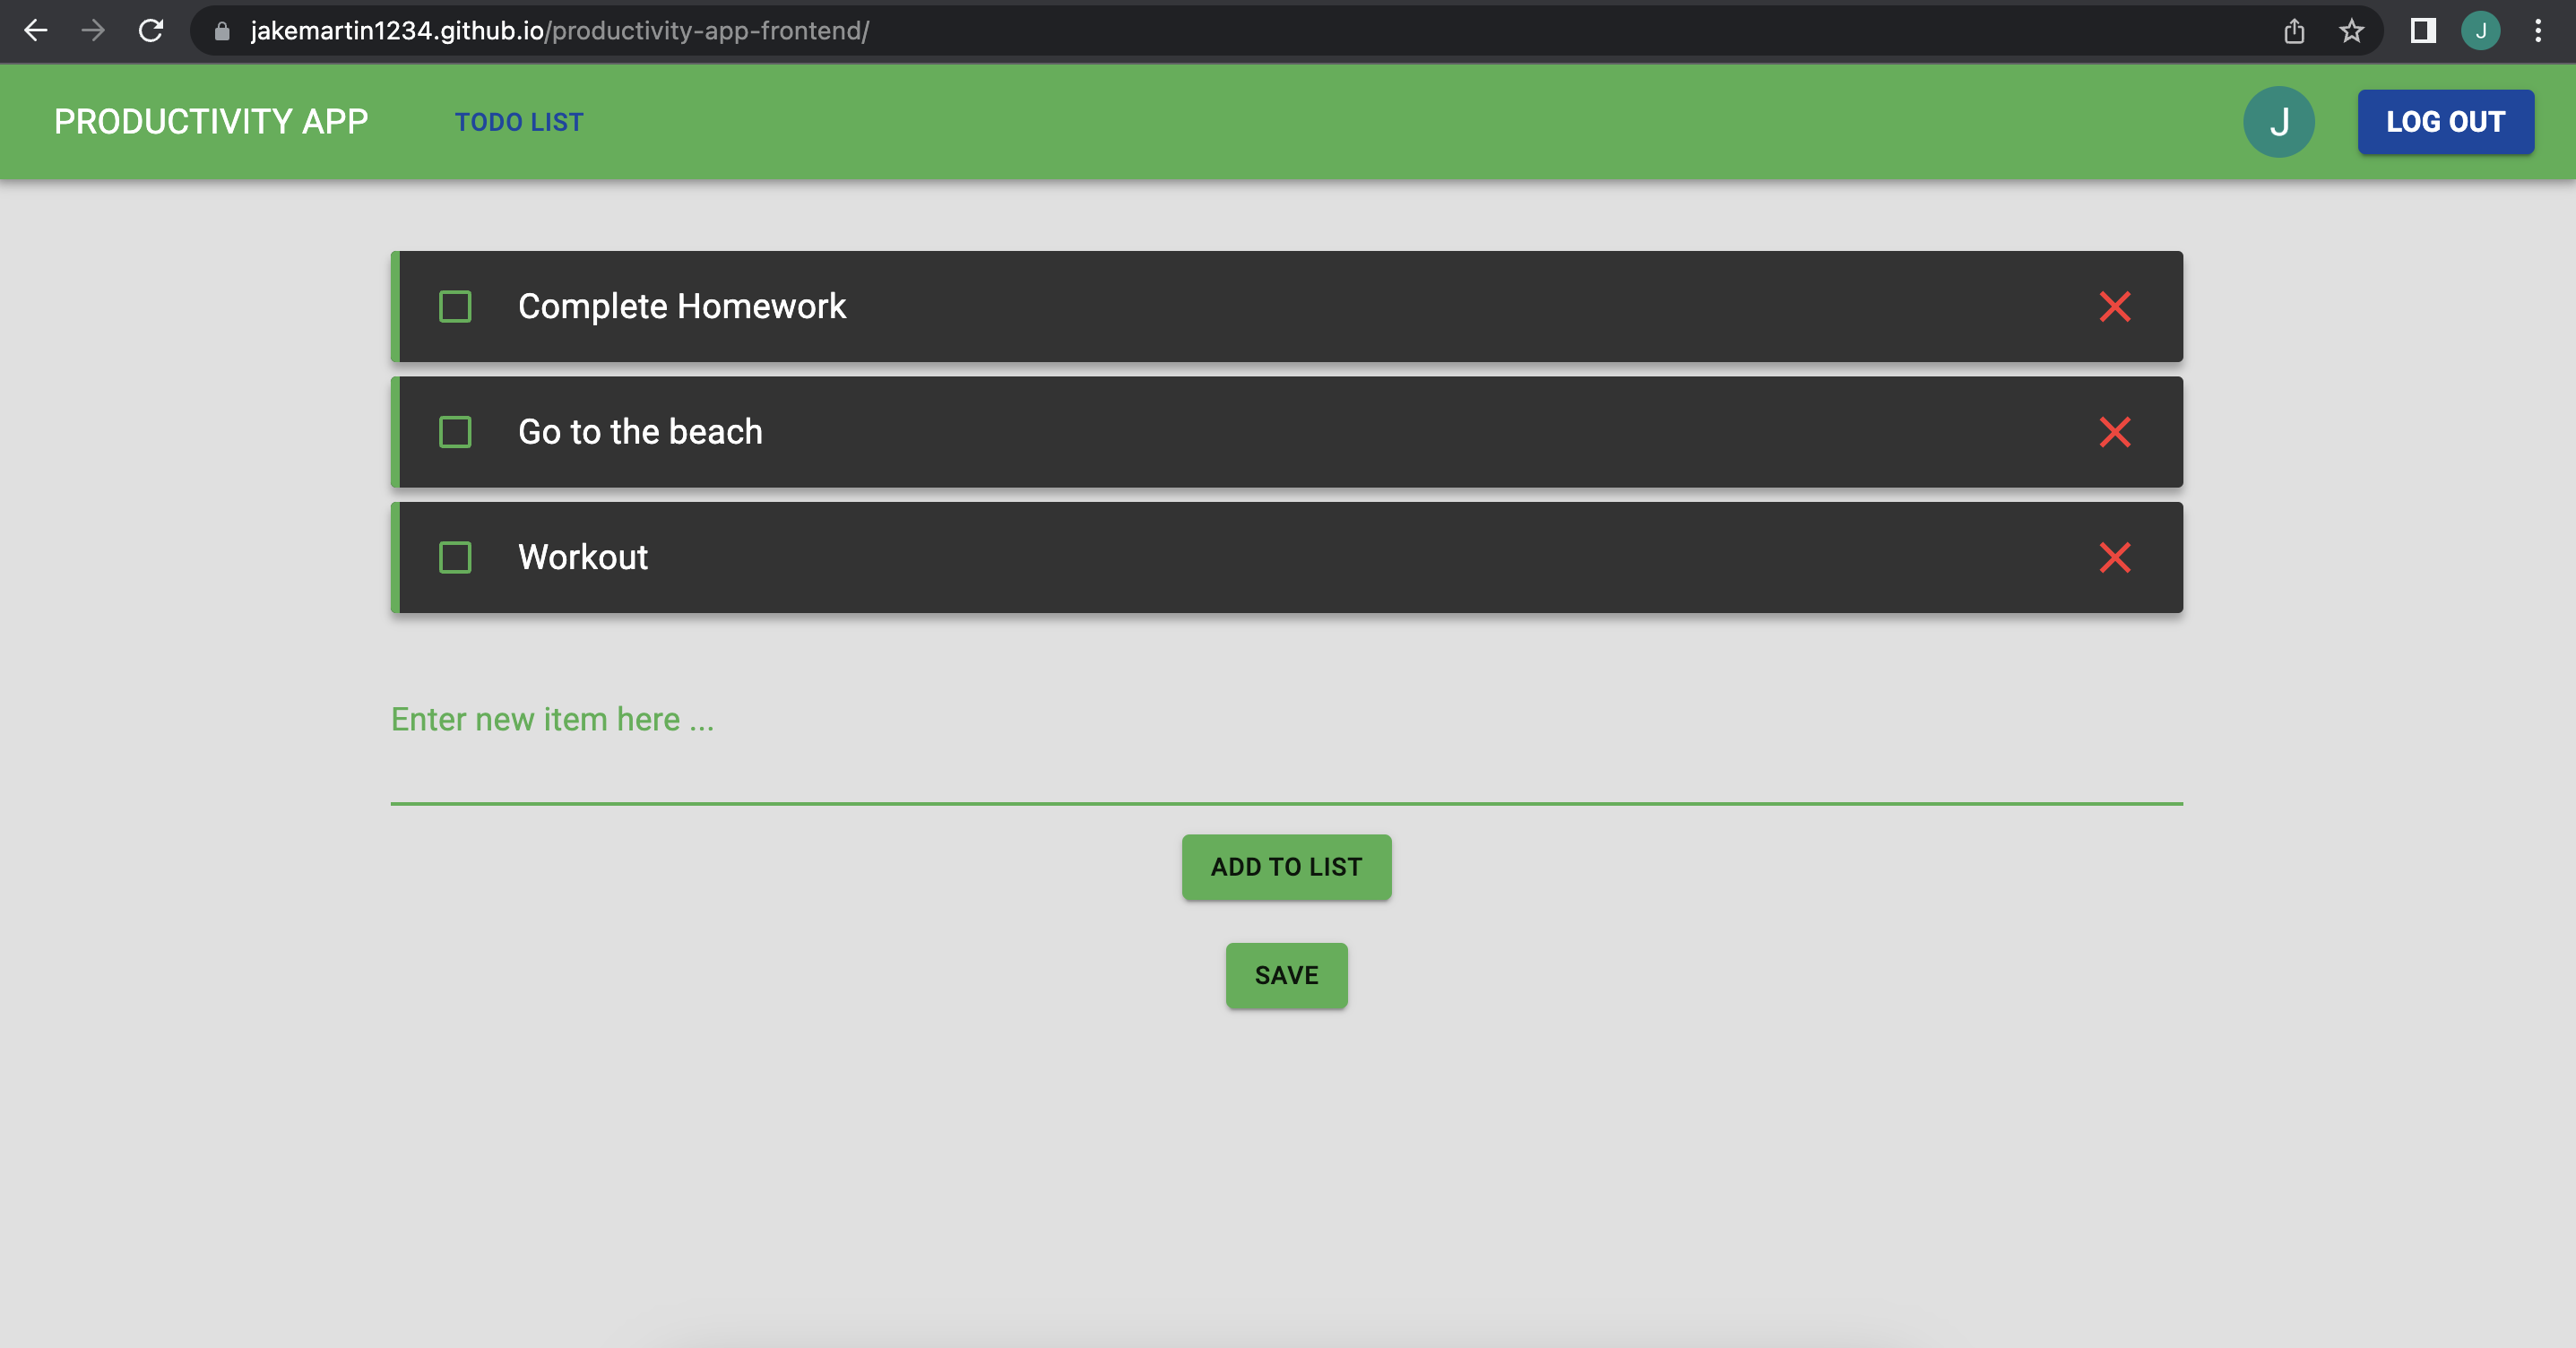 jakemartin1234.github.io/productivity-app-frontend/
J
PRODUCTIVITY APP
TODO LIST
J
LOG OUT
Complete Homework
Go to the beach
Workout
Enter new item here ...
ADD TO LIST
SAVE